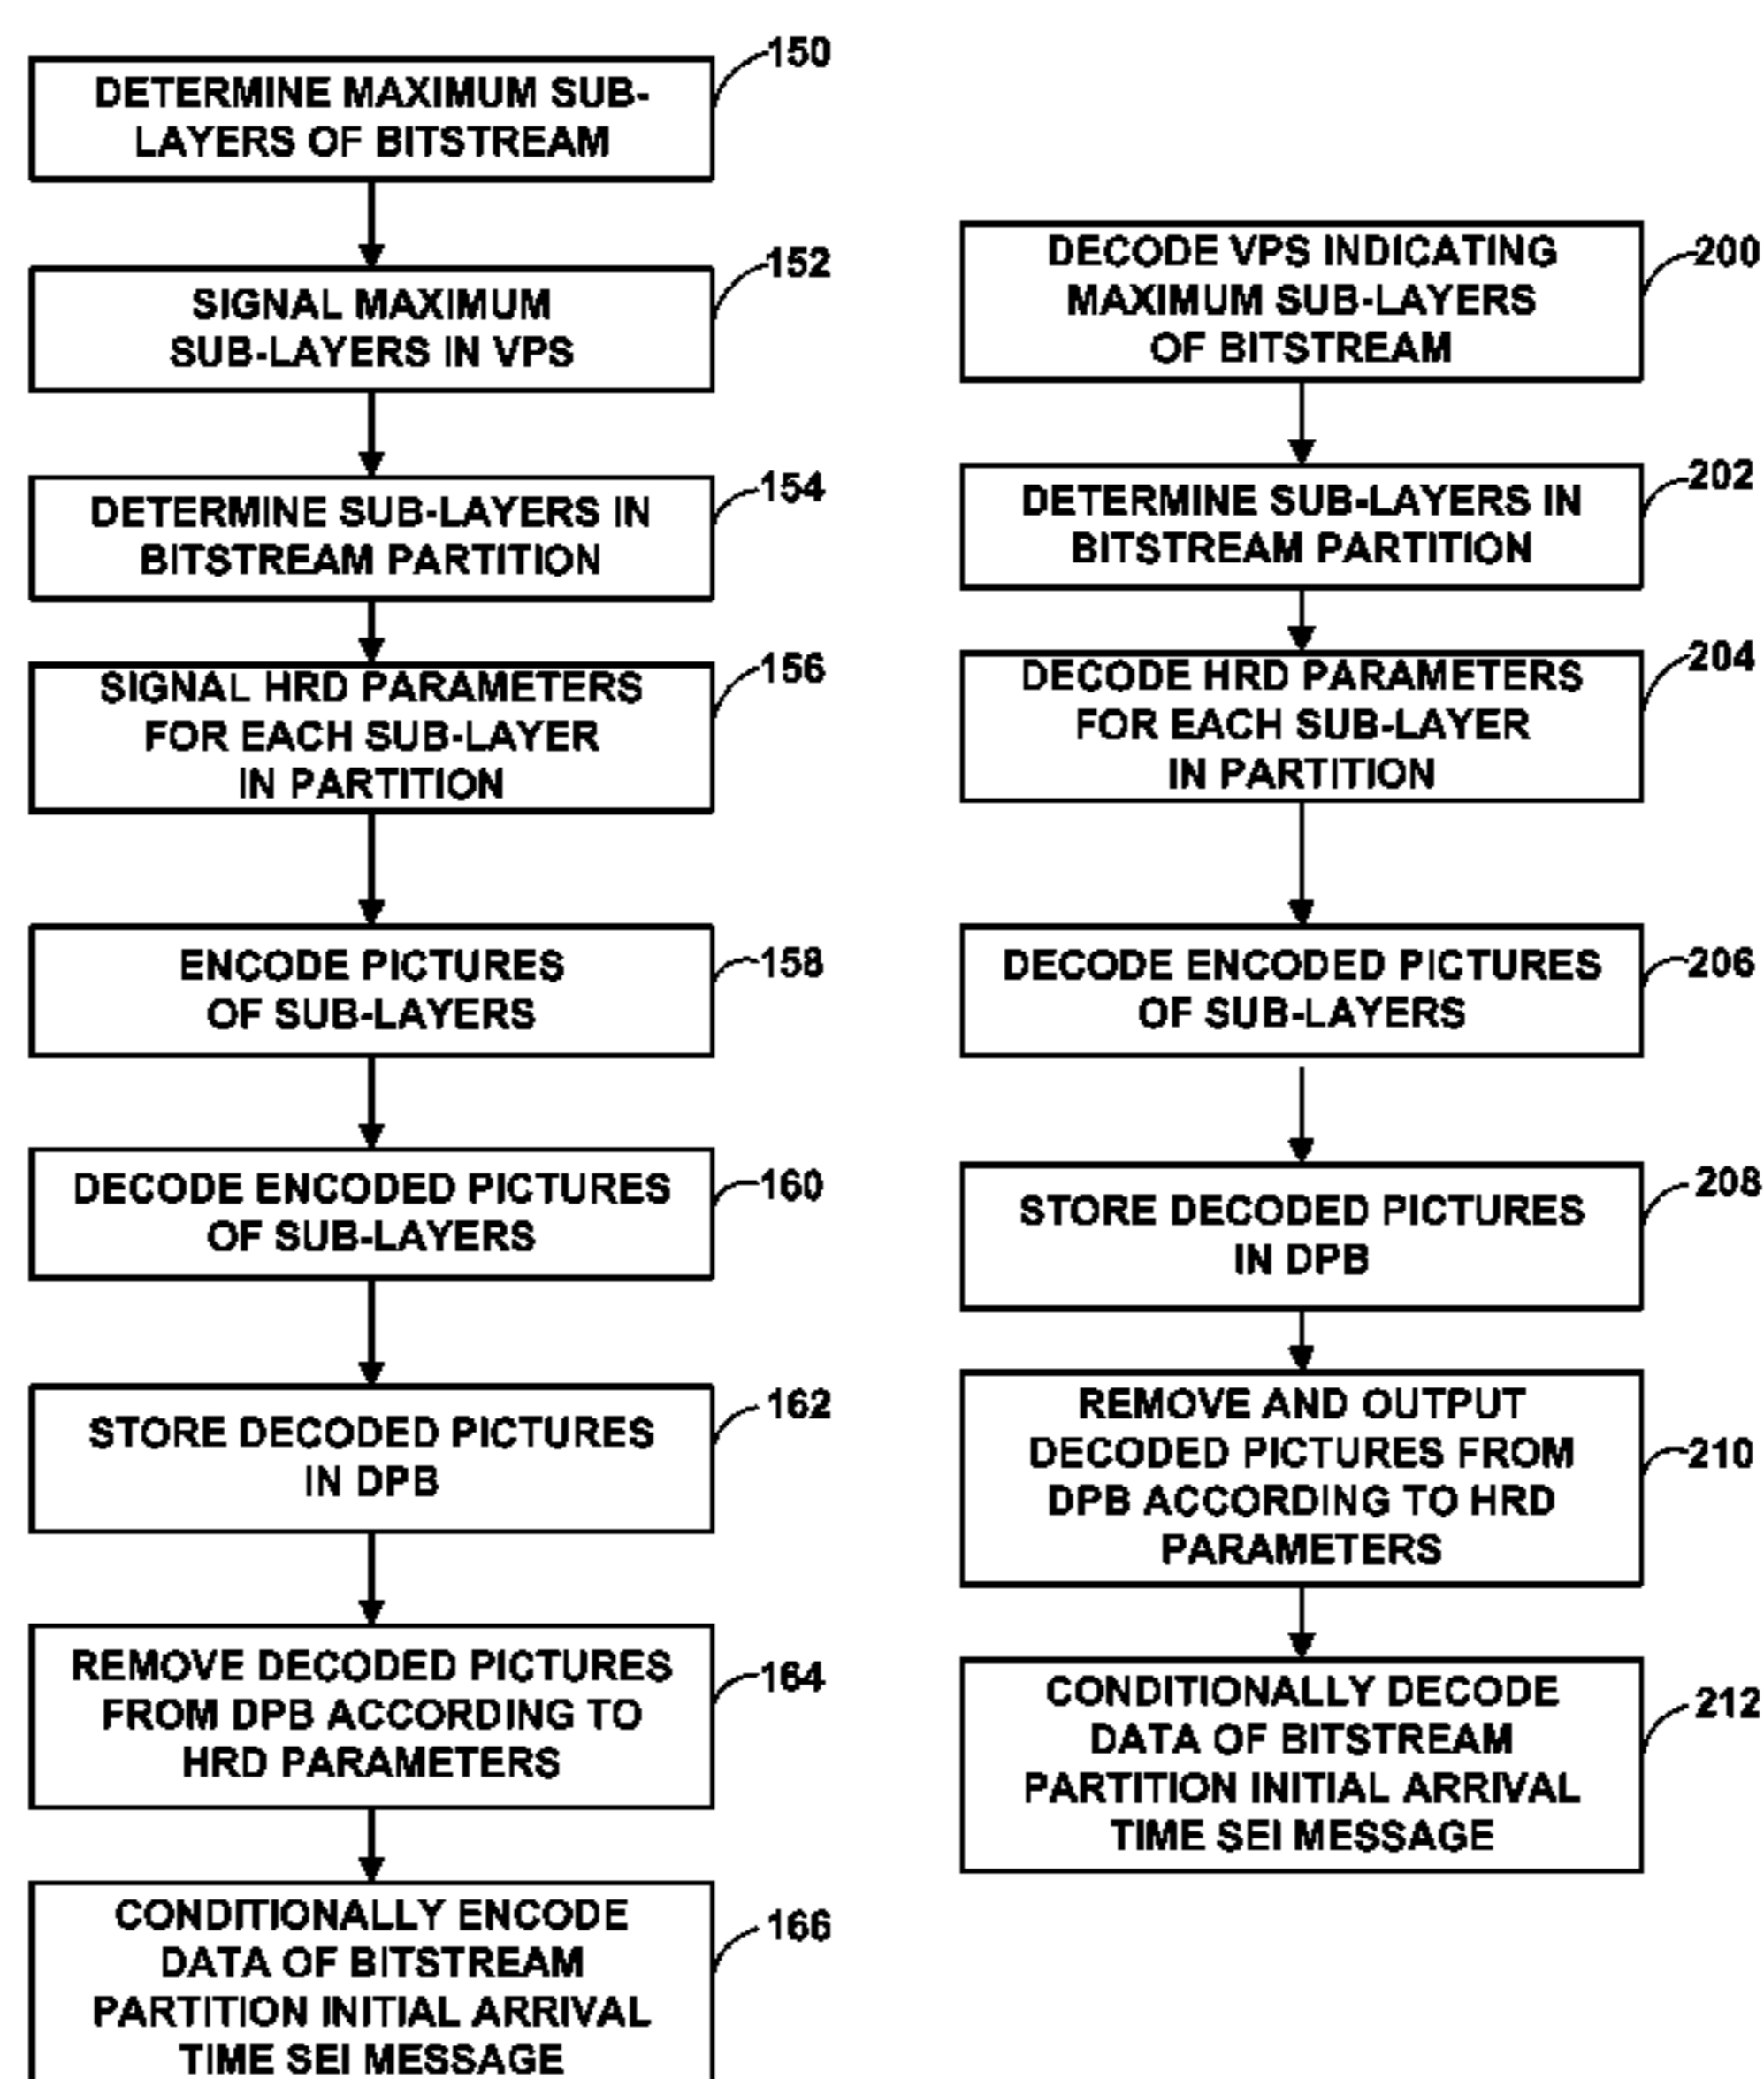 150
DETERMINE MAXIMUM SUB-
LAYERS OF BITSTREAM
152
SIGNAL MAXIMUM
SUB-LAYERS IN VPS
154
DETERMINE SUB-LAYERS IN
BITSTREAM PARTITION
156
SIGNAL HRD PARAMETERS
FOR EACH SUB-LAYER
IN PARTITION
158
ENCODE PICTURES
OF SUB-LAYERS
160
DECODE ENCODED PICTURES
OF SUB-LAYERS
162
STORE DECODED PICTURES
IN DPB
164
REMOVE DECODED PICTURES
FROM DPB ACCORDING TO
HRD PARAMETERS
166
CONDITIONALLY ENCODE
DATA OF BITSTREAM
PARTITION INITIAL ARRIVAL
TIME SEI MESSAGE
200
DECODE VPS INDICATING
MAXIMUM SUB-LAYERS
OF BITSTREAM
202
DETERMINE SUB-LAYERS IN
BITSTREAM PARTITION
204
DECODE HRD PARAMETERS
FOR EACH SUB-LAYER
IN PARTITION
206
DECODE ENCODED PICTURES
OF SUB-LAYERS
208
STORE DECODED PICTURES
IN DPB
210
REMOVE AND OUTPUT
DECODED PICTURES FROM
DPB ACCORDING TO HRD
PARAMETERS
212
CONDITIONALLY DECODE
DATA OF BITSTREAM
PARTITION INITIAL ARRIVAL
TIME SEI MESSAGE